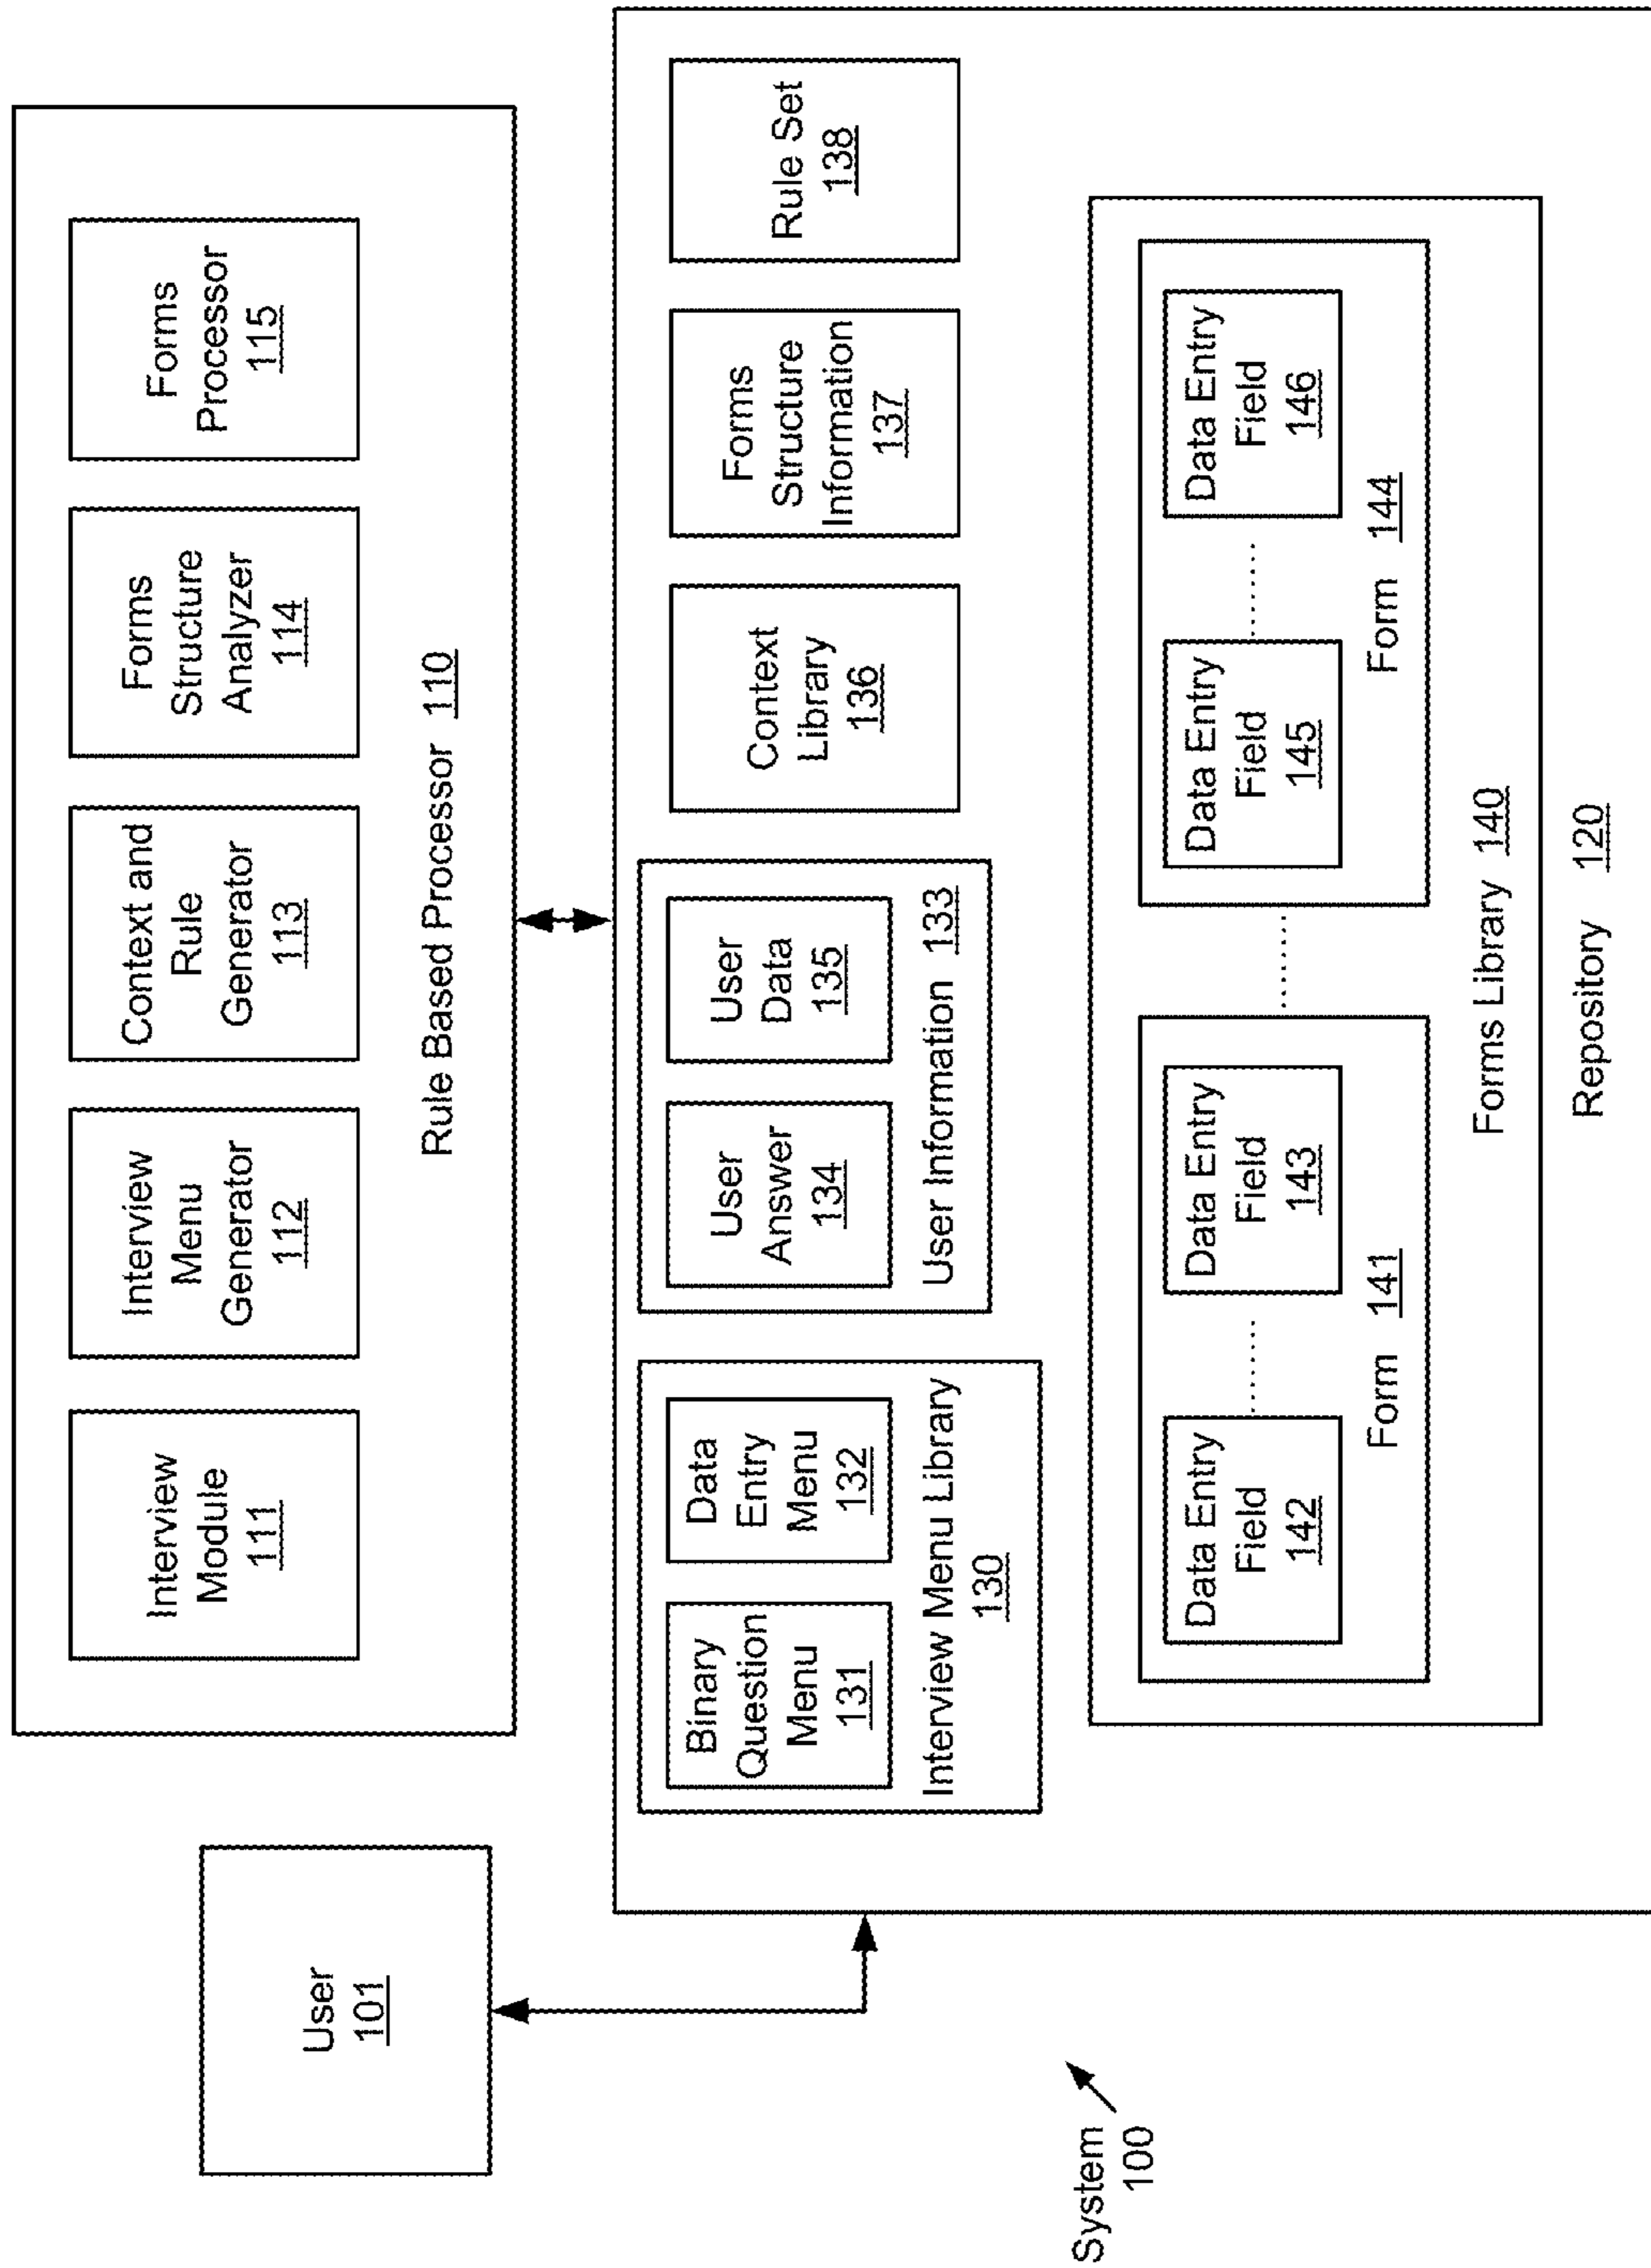 User
101
Interview
Module
111
Interview
Menu
Generator
112
Context and
Rule
Generator
113
Forms
Structure
Analyzer
114
Forms
Processor
115
Rule Based Processor 110
Binary
Question
Menu
131
Data
Entry
Menu
132
Interview Menu Library
130
User
Answer
134
User
Data
135
User Information 133
Context
Library
136
Forms
Structure
Information
137
Rule Set
138
Data Entry
Field
142
Data Entry
Field
143
Form 141
Data Entry
Field
145
Data Entry
Field
146
Form 144
Forms Library 140
Repository 120
System
100